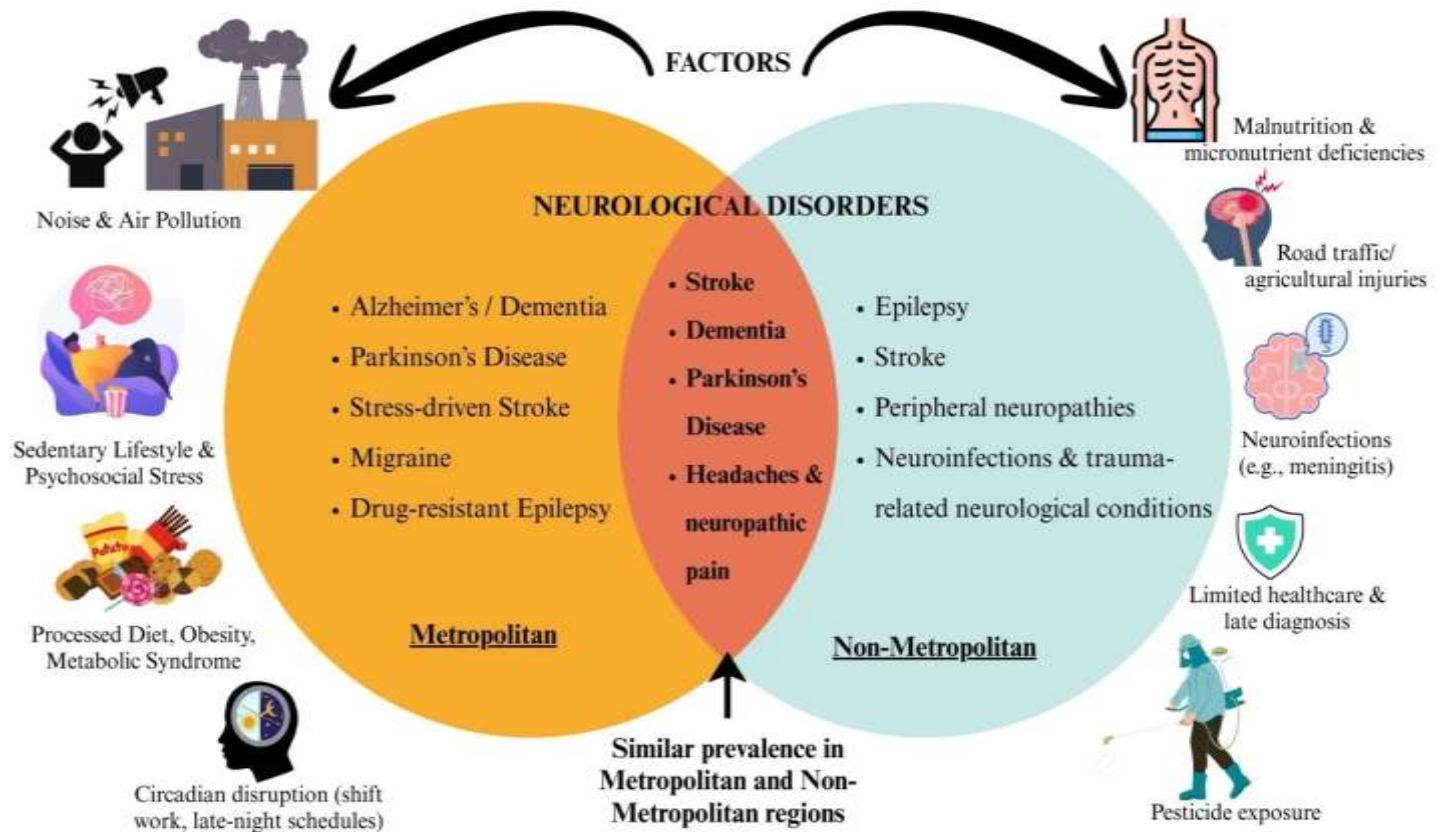 FACTORS
Noise & Air Pollution
Sedentary Lifestyle &
Psychosocial Stress
Potato
Processed Diet, Obesity,
Metabolic Syndrome
Circadian disruption (shift
work, late-night schedules)
NEUROLOGICAL DISORDERS
• Alzheimer's / Dementia
• Parkinson's Disease
• Stress-driven Stroke
• Migraine
• Drug-resistant Epilepsy
Metropolitan
• Stroke
• Dementia
• Parkinson's
Disease
• Headaches &
neuropathic
pain
Similar prevalence in
Metropolitan and Non-
Metropolitan regions
• Epilepsy
• Stroke
• Peripheral neuropathies
• Neuroinfections & trauma-
related neurological conditions
Non-Metropolitan
Malnutrition &
micronutrient deficiencies
Road traffic/
agricultural injuries
Neuroinfections
(e.g., meningitis)
Limited healthcare &
late diagnosis
Pesticide exposure